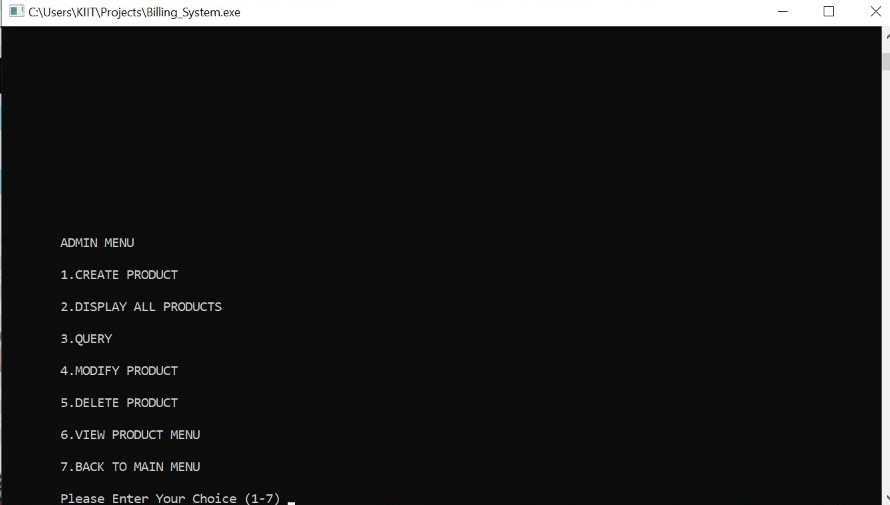 C:\Users\KIIT\Projects\Billing_System.exe
ADMIN MENU
1.CREATE PRODUCT
2.DISPLAY ALL PRODUCTS
3.QUERY
4.MODIFY PRODUCT
5.DELETE PRODUCT
6.VIEW PRODUCT MENU
7.BACK TO MAIN MENU
Please Enter Your Choice (1-7)